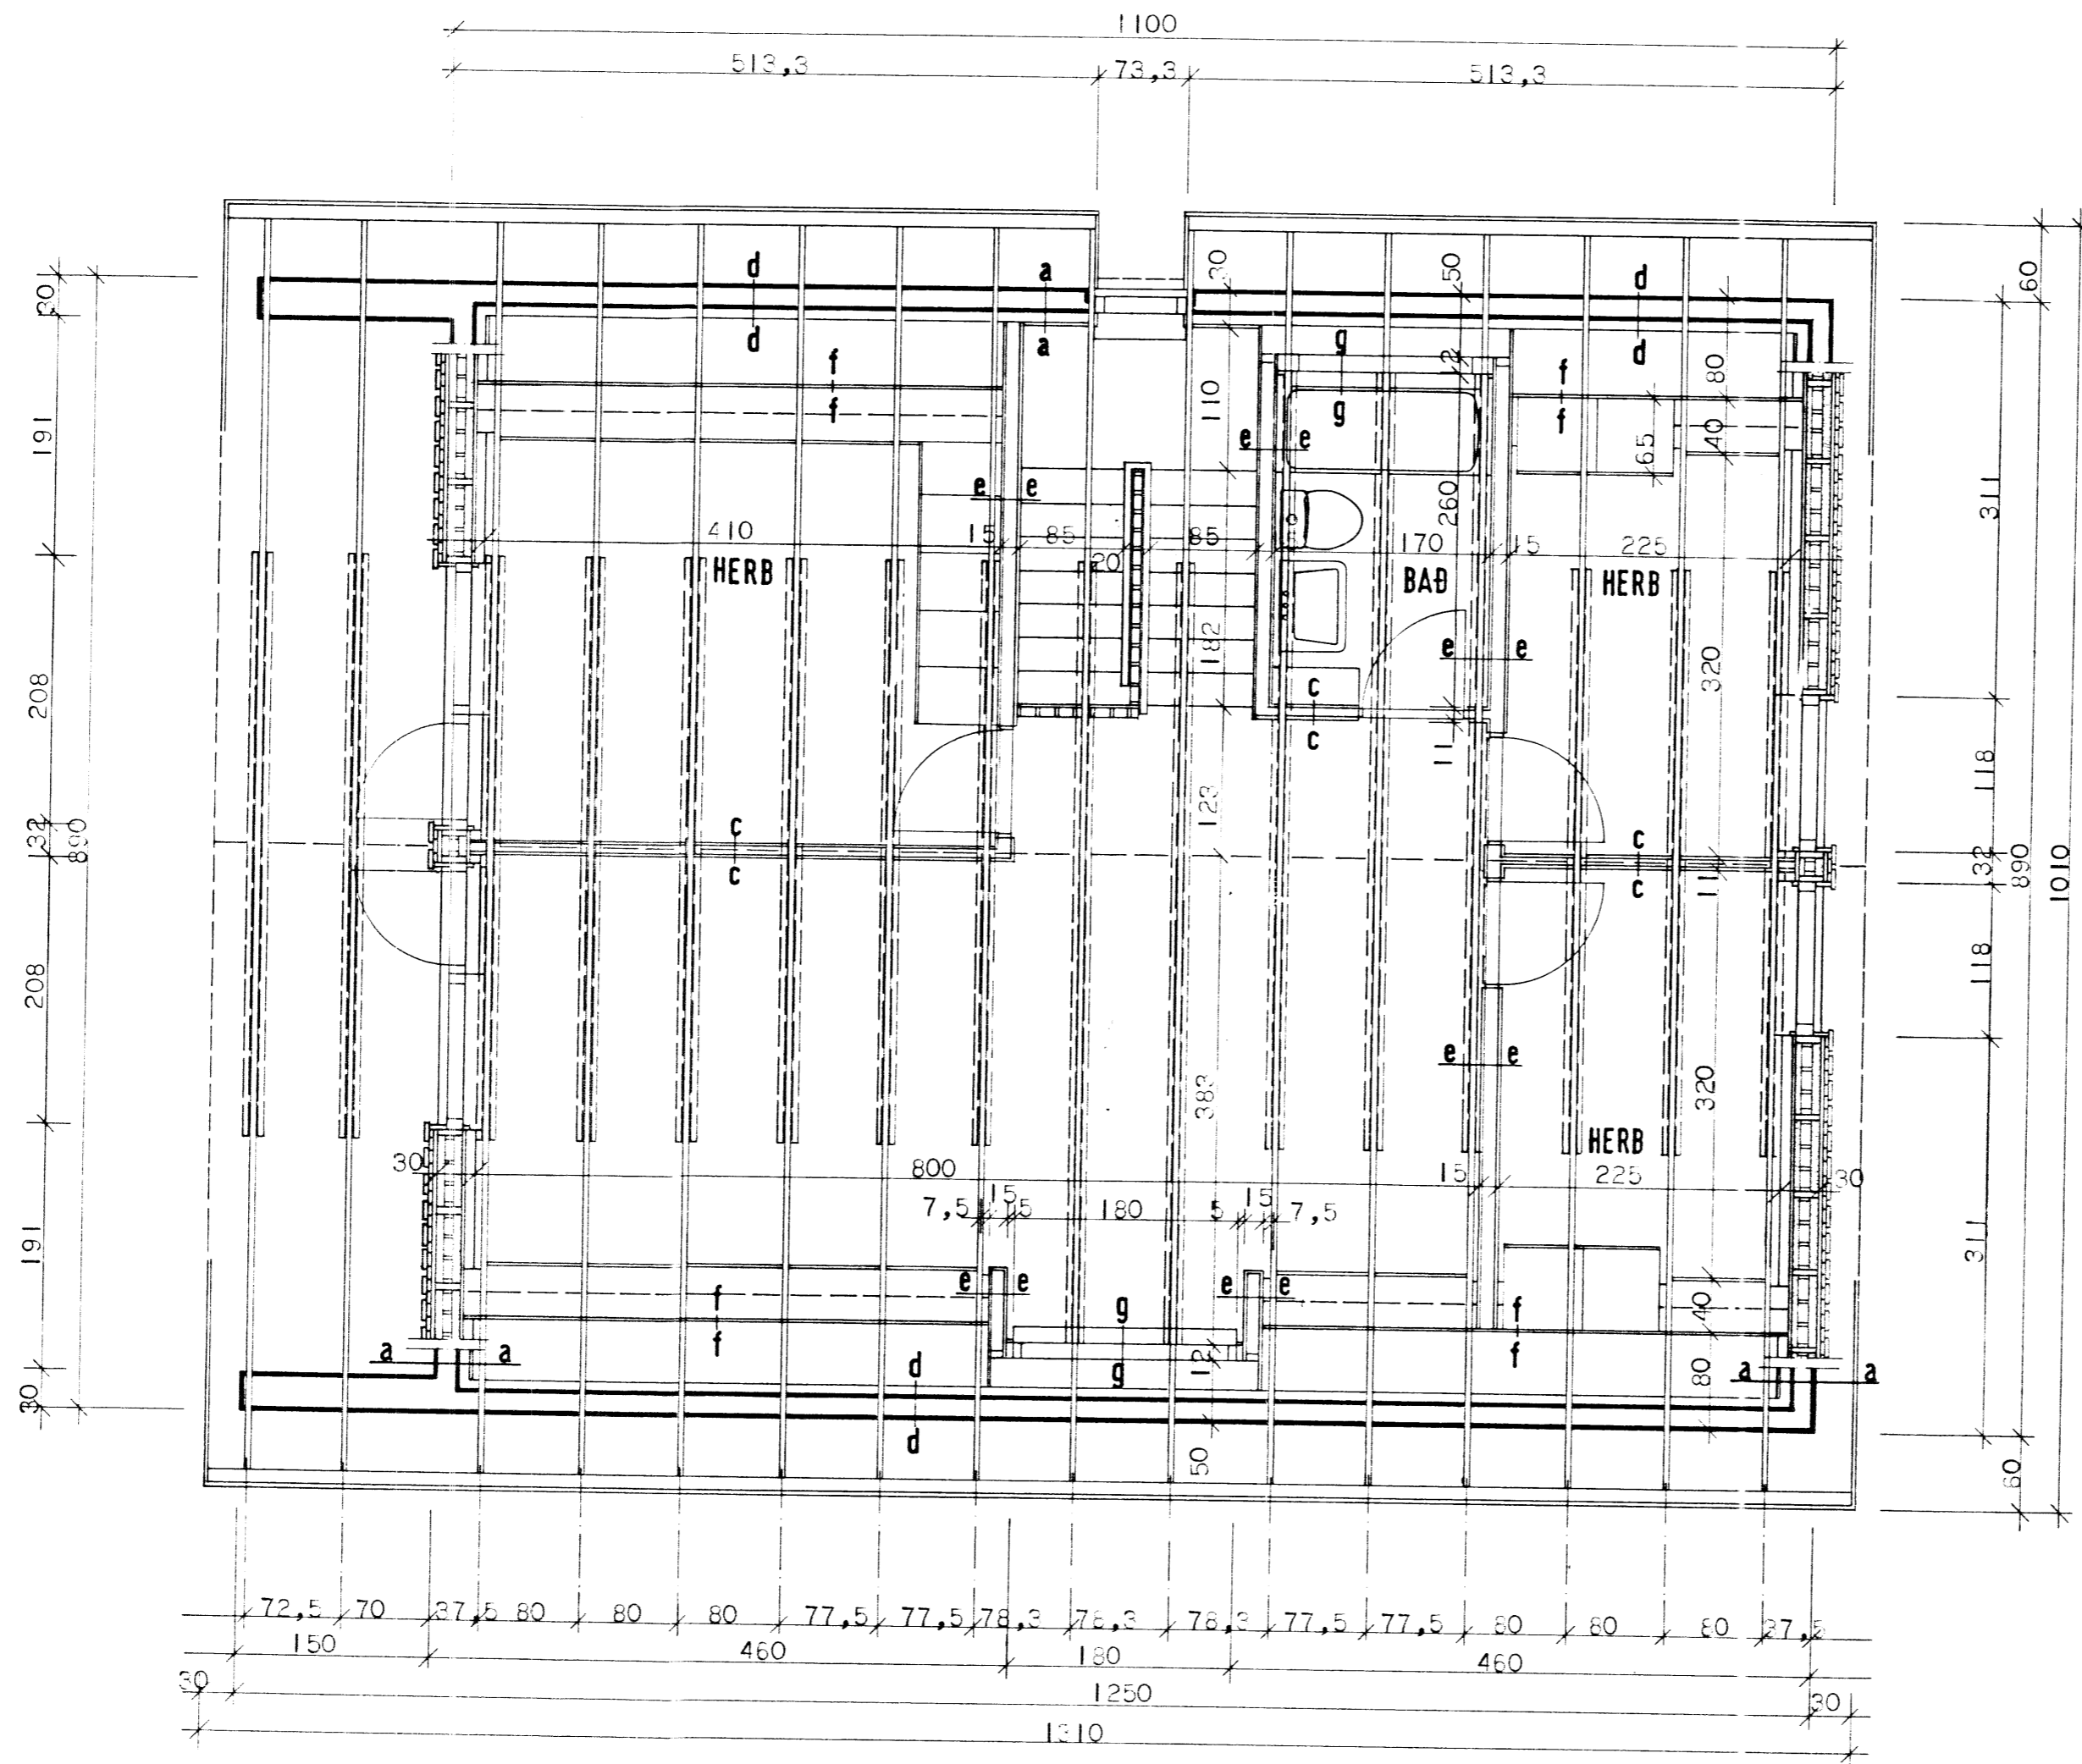 1100
513,3 73,3 513,3
d a 30 50 d 60
30 d a g d
f f 80
191 f g f 110 12
e e 65 40
e e 260 311
410 15 85 20 85 170 15 225
HERB BAÐ HERB
182 e e 320
208 c
c 11 118
123
132 890 c c 32 890 1010
c c 11
208 118
e e
383 320
HERB
30 800 15 225 30
15 5 15
7,5 180 5 7,5
191 311
e e e e
f g f 40
f f
a a d g 12 80 a a
30 d 50 60
72,5 70 37,5 80 80 80 77,5 77,5 78,3 78,3 78,3 77,5 77,5 80 80 80 37,5
150 460 180 460
30 1250 30
1310